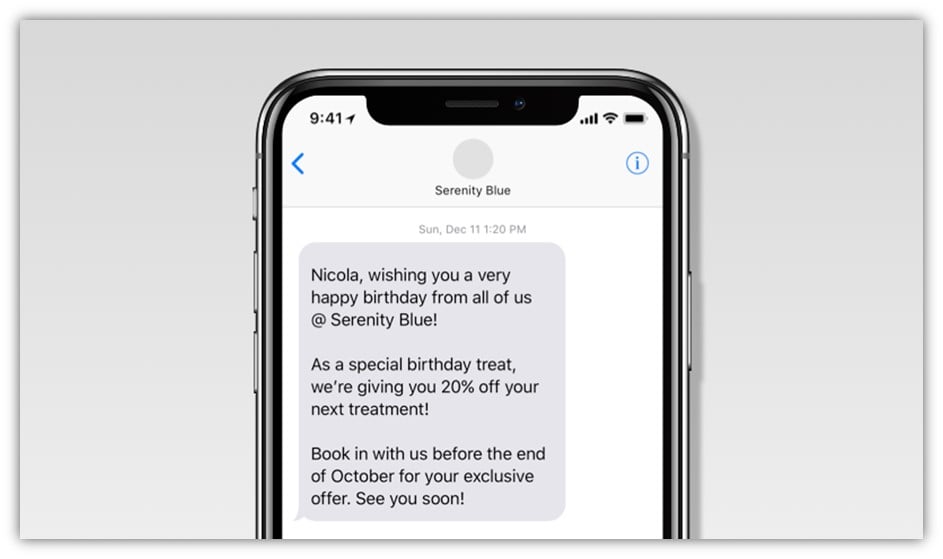 9:41
Serenity Blue
Sun, Dec 11 1:20 PM
Nicola, wishing you a very
happy birthday from all of us
@ Serenity Blue!
As a special birthday treat,
we’re giving you 20% off your
next treatment!
Book in with us before the end
of October for your exclusive
offer. See you soon!